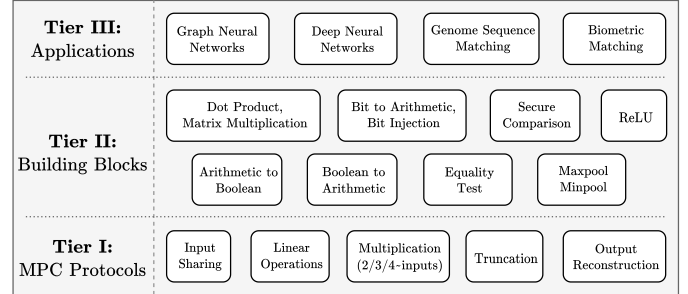 Tier III:
Applications
Graph Neural
Networks
Deep Neural
Networks
Genome Sequence
Matching
Biometric
Matching
Tier II:
Building Blocks
Dot Product,
Matrix Multiplication
Bit to Arithmetic,
Bit Injection
Secure
Comparison
ReLU
Arithmetic to
Boolean
Boolean to
Arithmetic
Equality
Test
Maxpool
Minpool
Tier I:
MPC Protocols
Input
Sharing
Linear
Operations
Multiplication
(2/3/4-inputs)
Truncation
Output
Reconstruction